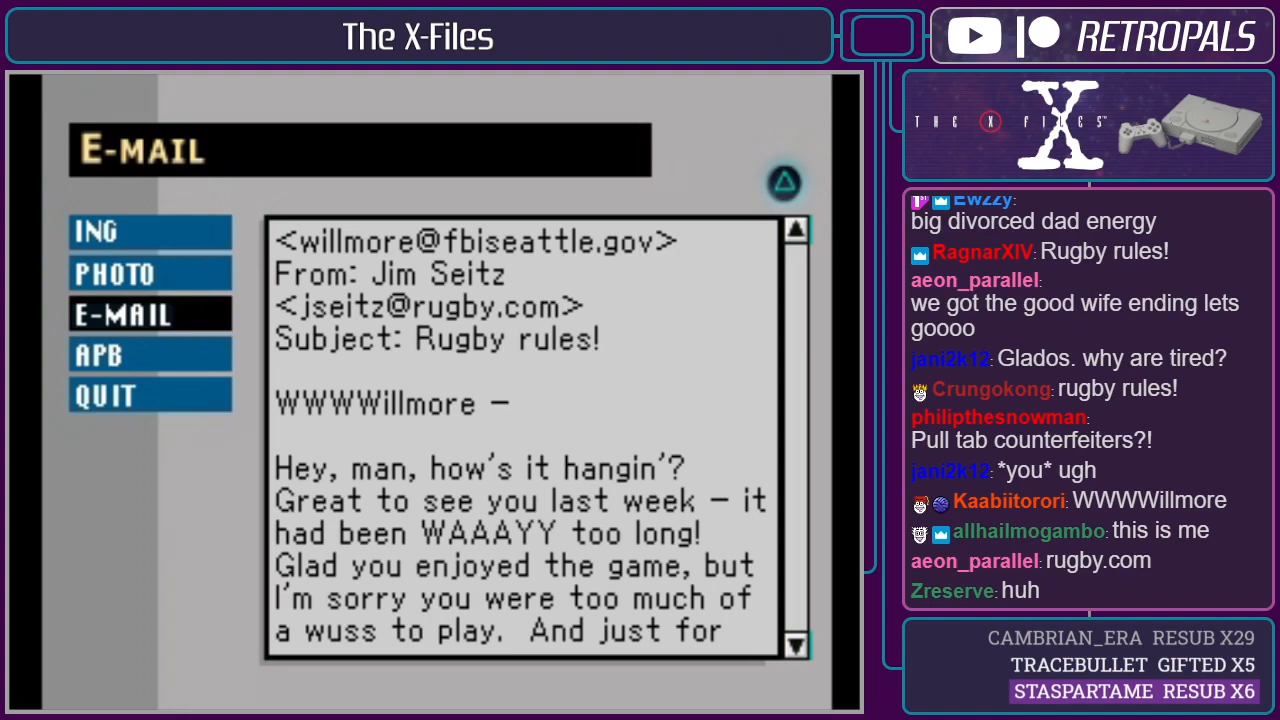 The X-Files
RETROPALS
E-MAIL
ING
PHOTO
E-MAIL
APB
QUIT
<willmore@fbiseattle.gov>
From: Jim Seitz
<jseitz@rugby.com>
Subject: Rugby rules!
WWWWillmore –
Hey, man, how's it hangin'?
Great to see you last week – it
had been WAAAYY too long!
Glad you enjoyed the game, but
I'm sorry you were too much of
a wuss to play.  And just for
THE X FILES™
X
Ewzzy:
big divorced dad energy
RagnarXIV: Rugby rules!
aeon_parallel:
we got the good wife ending lets
goooo
jani2k12: Glados. why are tired?
Crungokong: rugby rules!
philipthesnowman:
Pull tab counterfeiters?!
jani2k12: *you* ugh
Kaabiitorori: WWWWillmore
allhailmogambo: this is me
aeon_parallel: rugby.com
Zreserve: huh
CAMBRIAN_ERA RESUB X29
TRACEBULLET GIFTED X5
STASPARTAME RESUB X6